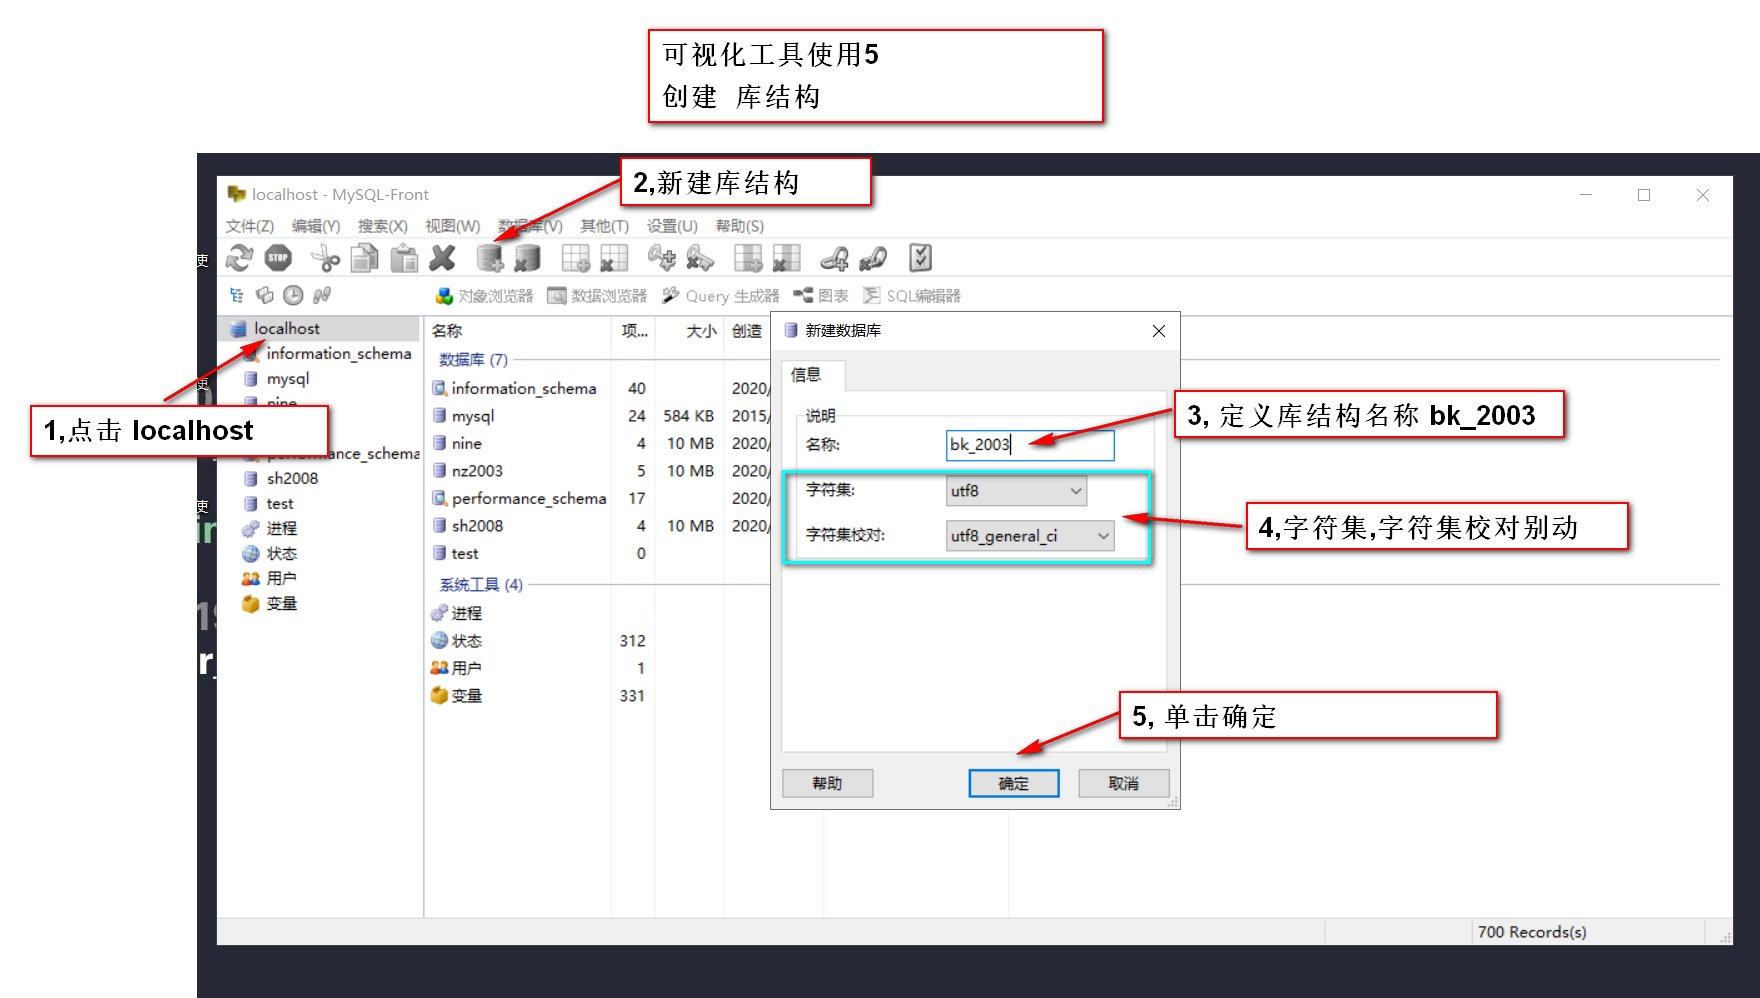 可视化工具使用5
创建 库结构
2,新建库结构
localhost - MySQL-Front
文件(Z) 编辑(Y) 搜索(X) 视图(W) 数据库(V) 其他(T) 设置(U) 帮助(S)
使
STOP
对象浏览器 数据浏览器 Query 生成器 图表 SQL编辑器
localhost
information_schema
mysql
nine
1,点击 localhost
performance_schema
sh2008
test
进程
状态
用户
变量
使
使
in
19
r_
名称 项... 大小 创造
数据库 (7)
information_schema 40 2020/
mysql 24 584 KB 2015/
nine 4 10 MB 2020/
nz2003 5 10 MB 2020/
performance_schema 17 2020/
sh2008 4 10 MB 2020/
test 0
系统工具 (4)
进程
状态 312
用户 1
变量 331
新建数据库
信息
说明
名称: bk_2003
3, 定义库结构名称 bk_2003
字符集: utf8
字符集校对: utf8_general_ci
4,字符集,字符集校对别动
5, 单击确定
帮助 确定 取消
700 Records(s)